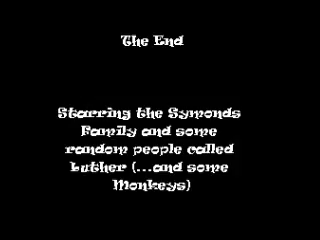 The End
Starring the Symonds
Family and some
random people called
Luther (...and some
Monkeys)